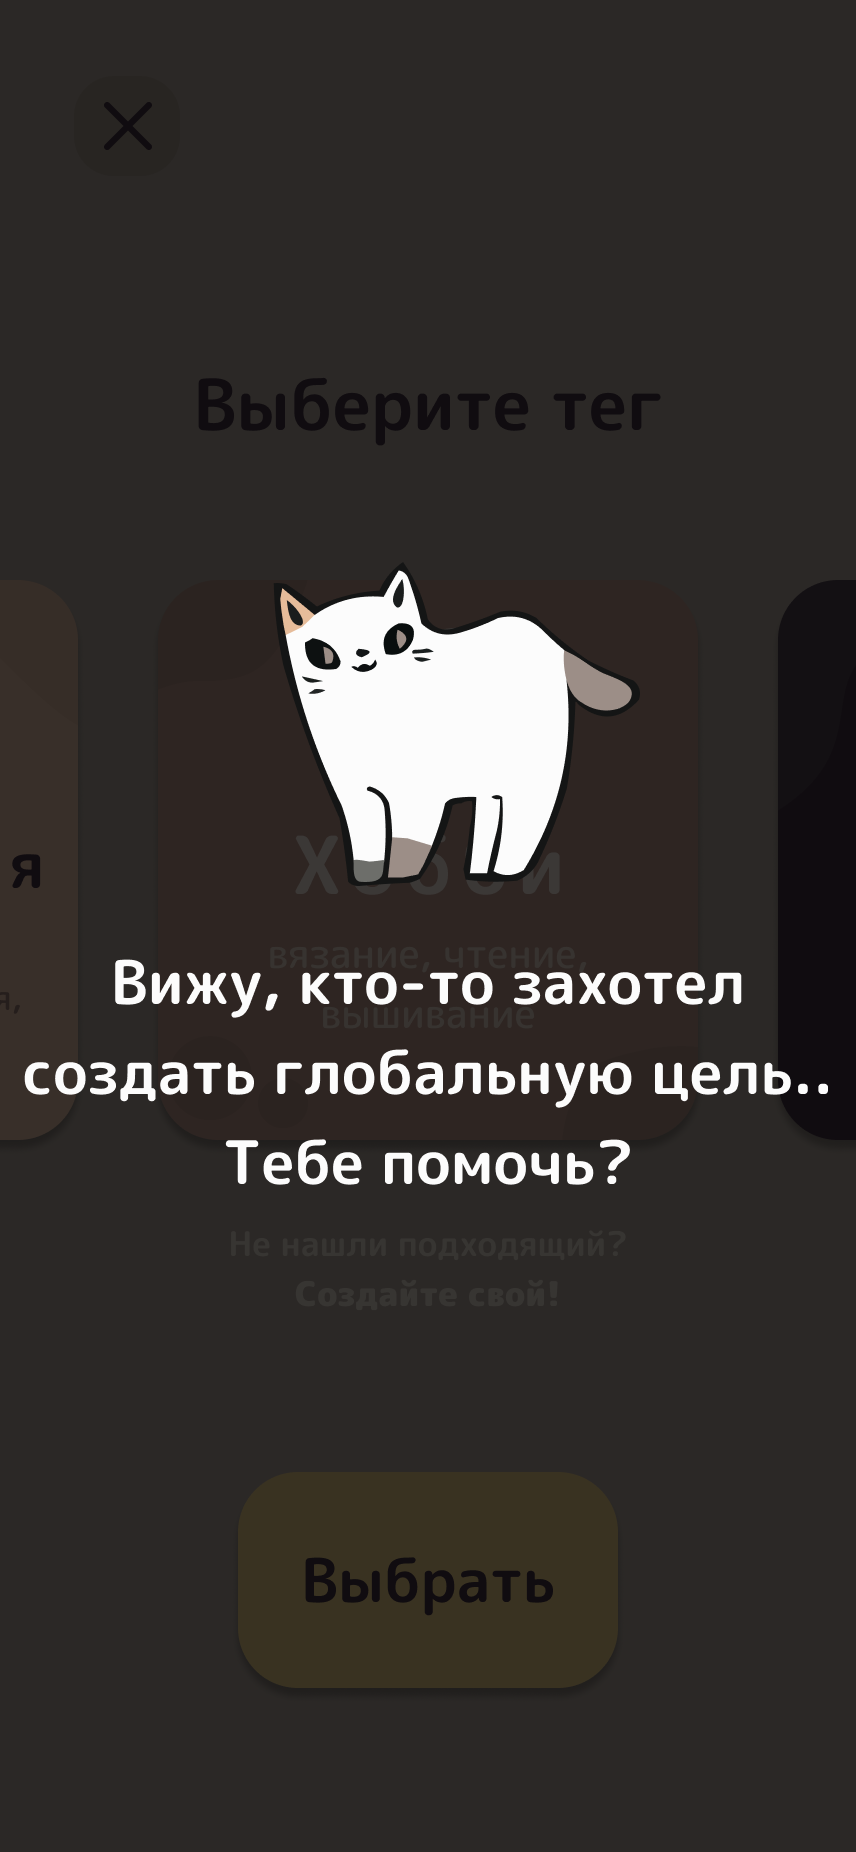 Выберите тег
я
Хобби
вязание, чтение,
я,
вышивание
Вижу, кто-то захотел
создать глобальную цель..
Тебе помочь?
Не нашли подходящий?
Создайте свой!
Выбрать